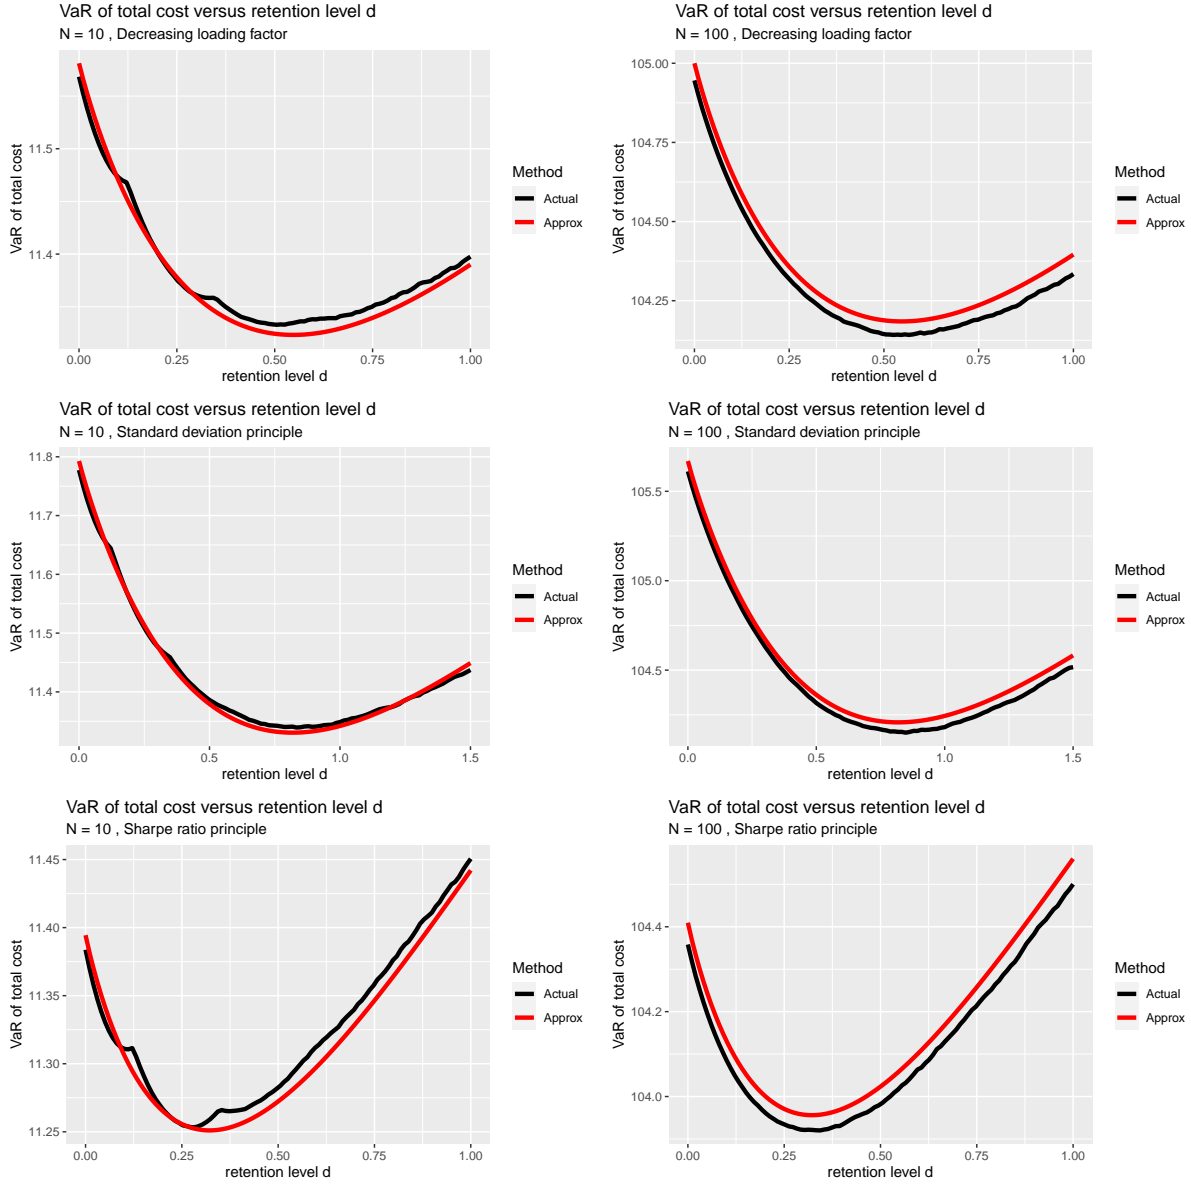 VaR of total cost versus retention level d
N = 10 , Decreasing loading factor
VaR of total cost
11.5
11.4
0.00 0.25 0.50 0.75 1.00
retention level d
Method
Actual
Approx
VaR of total cost versus retention level d
N = 100 , Decreasing loading factor
VaR of total cost
105.00
104.75
104.50
104.25
0.00 0.25 0.50 0.75 1.00
retention level d
Method
Actual
Approx
VaR of total cost versus retention level d
N = 10 , Standard deviation principle
VaR of total cost
11.8
11.7
11.6
11.5
11.4
0.0 0.5 1.0 1.5
retention level d
Method
Actual
Approx
VaR of total cost versus retention level d
N = 100 , Standard deviation principle
VaR of total cost
105.5
105.0
104.5
0.0 0.5 1.0 1.5
retention level d
Method
Actual
Approx
VaR of total cost versus retention level d
N = 10 , Sharpe ratio principle
VaR of total cost
11.45
11.40
11.35
11.30
11.25
0.00 0.25 0.50 0.75 1.00
retention level d
Method
Actual
Approx
VaR of total cost versus retention level d
N = 100 , Sharpe ratio principle
VaR of total cost
104.4
104.2
104.0
0.00 0.25 0.50 0.75 1.00
retention level d
Method
Actual
Approx